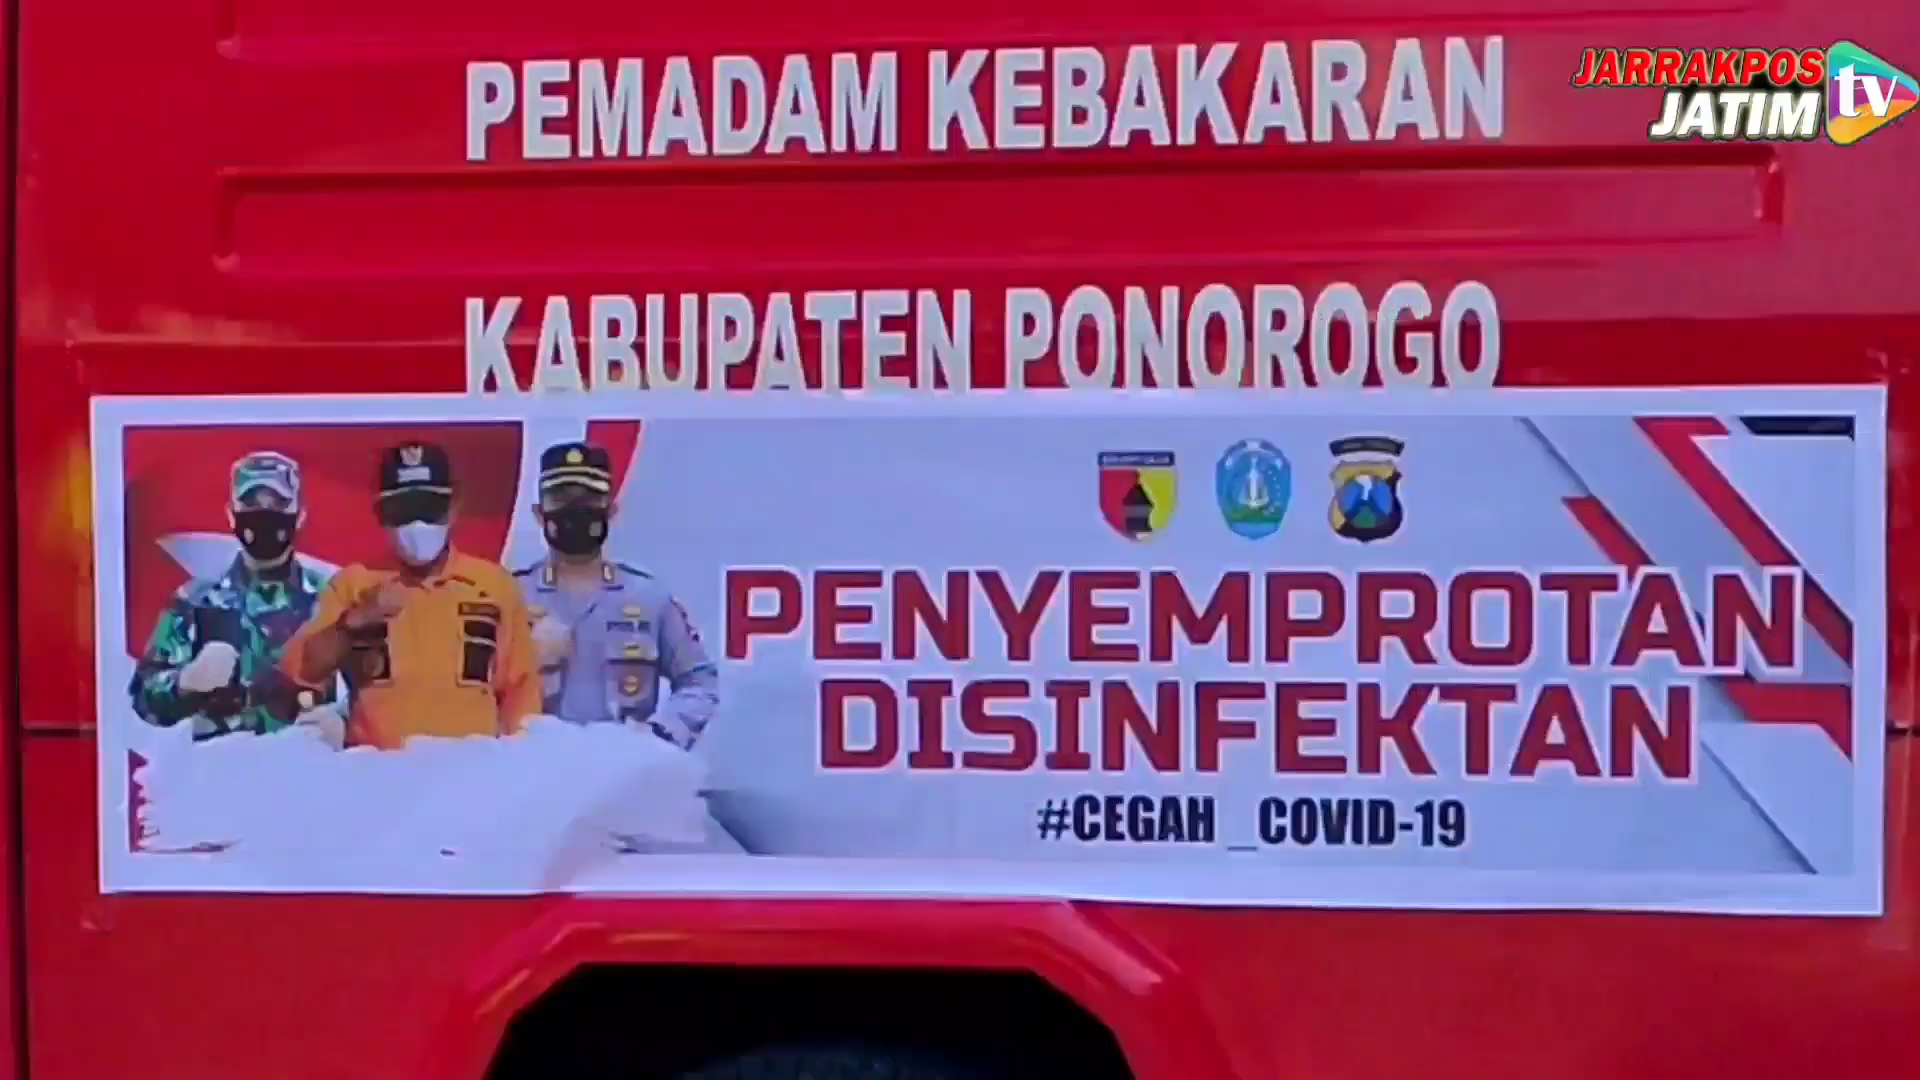 PEMADAM KEBAKARAN
JARRAKPOS
JATIM tv
KABUPATEN PONOROGO
PENYEMPROTAN
DISINFEKTAN
#CEGAH_COVID-19